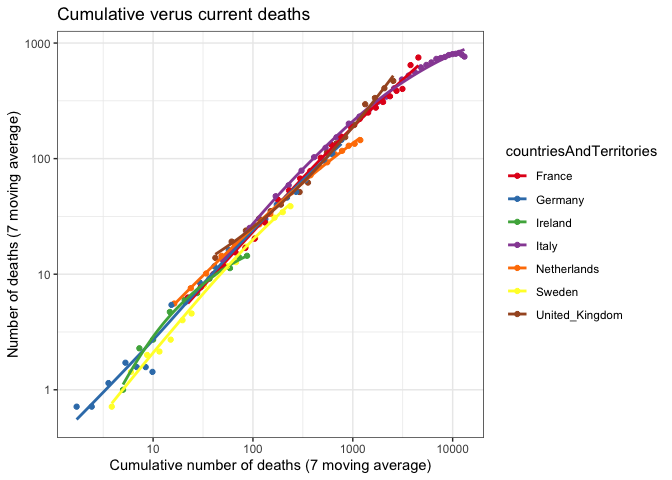 Cumulative verus current deaths
Number of deaths (7 moving average)
1000
100
10
1
10
100
1000
10000
Cumulative number of deaths (7 moving average)
countriesAndTerritories
France
Germany
Ireland
Italy
Netherlands
Sweden
United_Kingdom